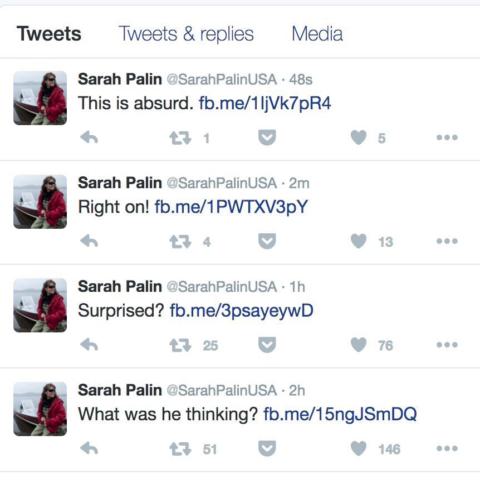 Tweets Tweets & replies Media
Sarah Palin @SarahPalinUSA · 48s
This is absurd. fb.me/1ljVk7pR4
1 5
Sarah Palin @SarahPalinUSA · 2m
Right on! fb.me/1PWTXV3pY
4 13
Sarah Palin @SarahPalinUSA · 1h
Surprised? fb.me/3psayeywD
25 76
Sarah Palin @SarahPalinUSA · 2h
What was he thinking? fb.me/15ngJSmDQ
51 146